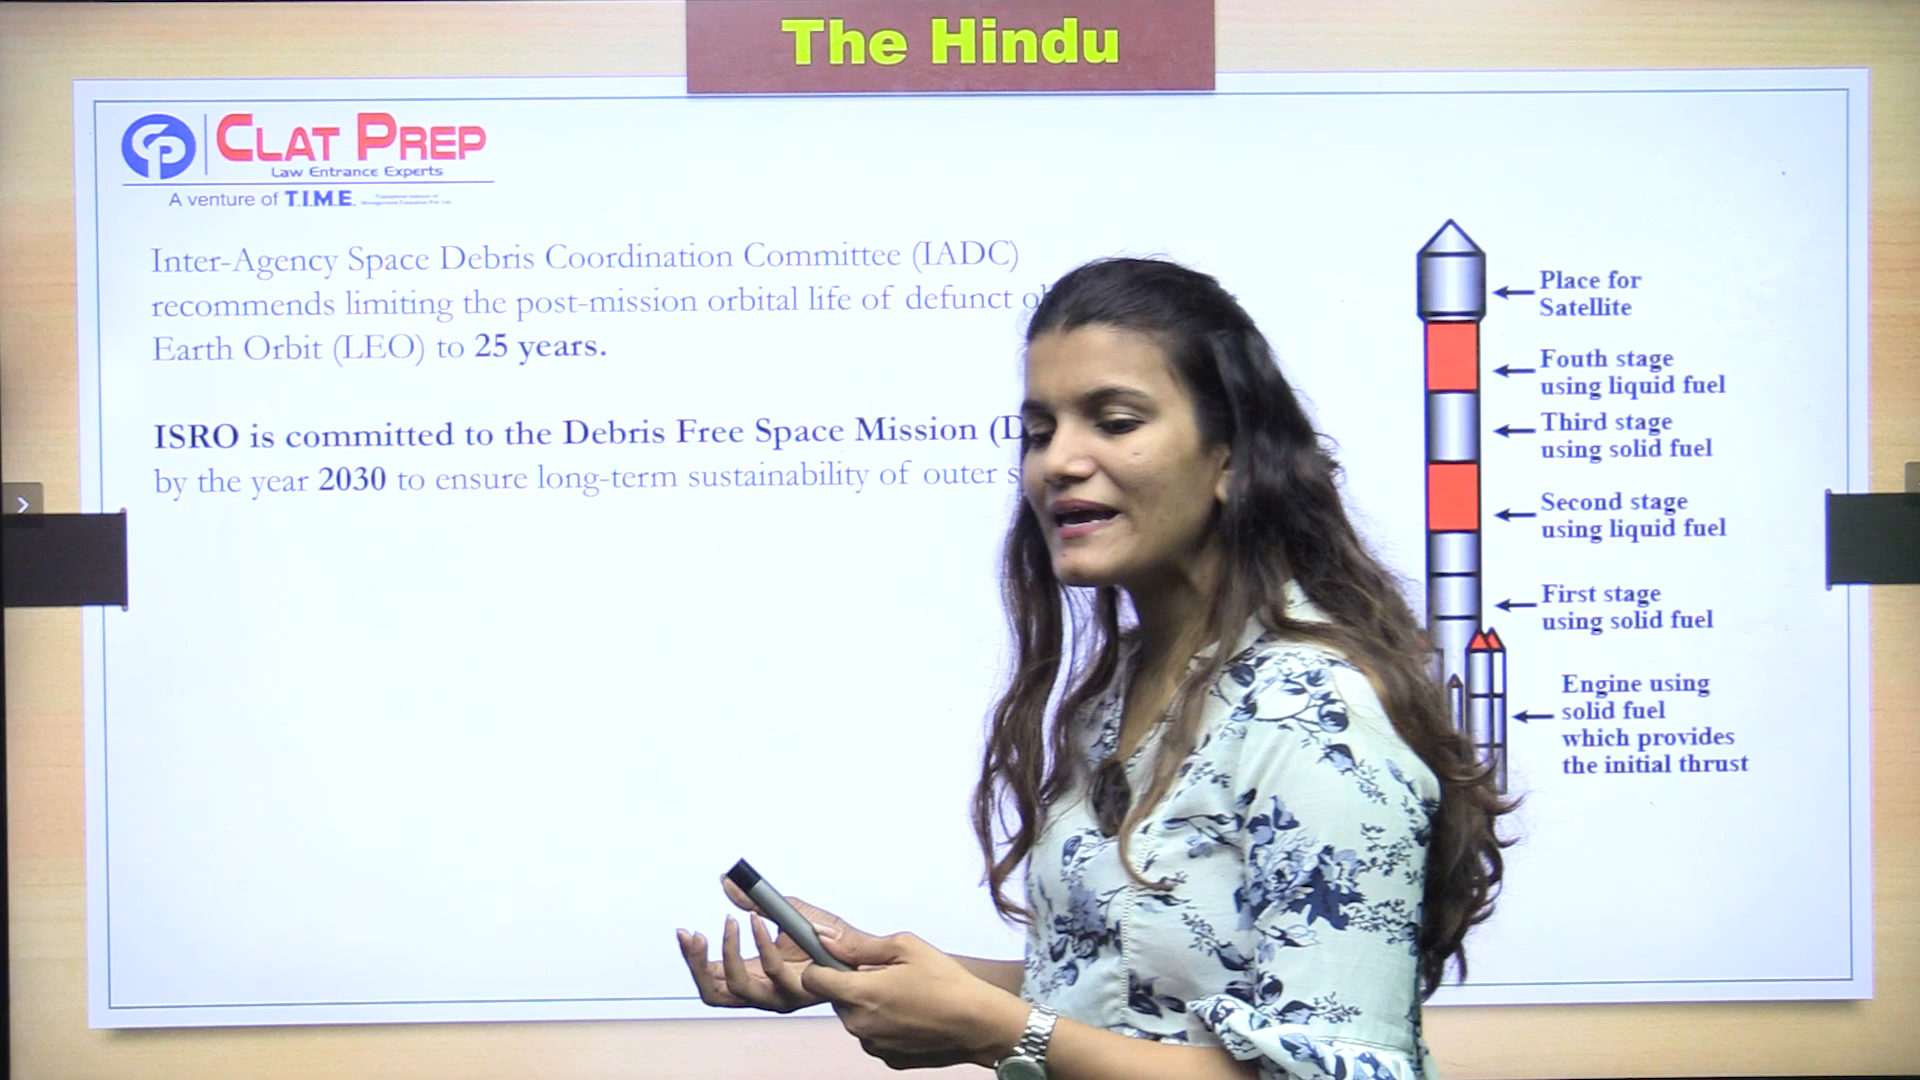 The Hindu
CLAT PREP
Law Entrance Experts
A venture of T.I.M.E.
Inter-Agency Space Debris Coordination Committee (IADC)
recommends limiting the post-mission orbital life of defunct
Earth Orbit (LEO) to 25 years.
ISRO is committed to the Debris Free Space Mission
by the year 2030 to ensure long-term sustainability of outer
Place for
Satellite
Fouth stage
using liquid fuel
Third stage
using solid fuel
Second stage
using liquid fuel
First stage
using solid fuel
Engine using
solid fuel
which provides
the initial thrust